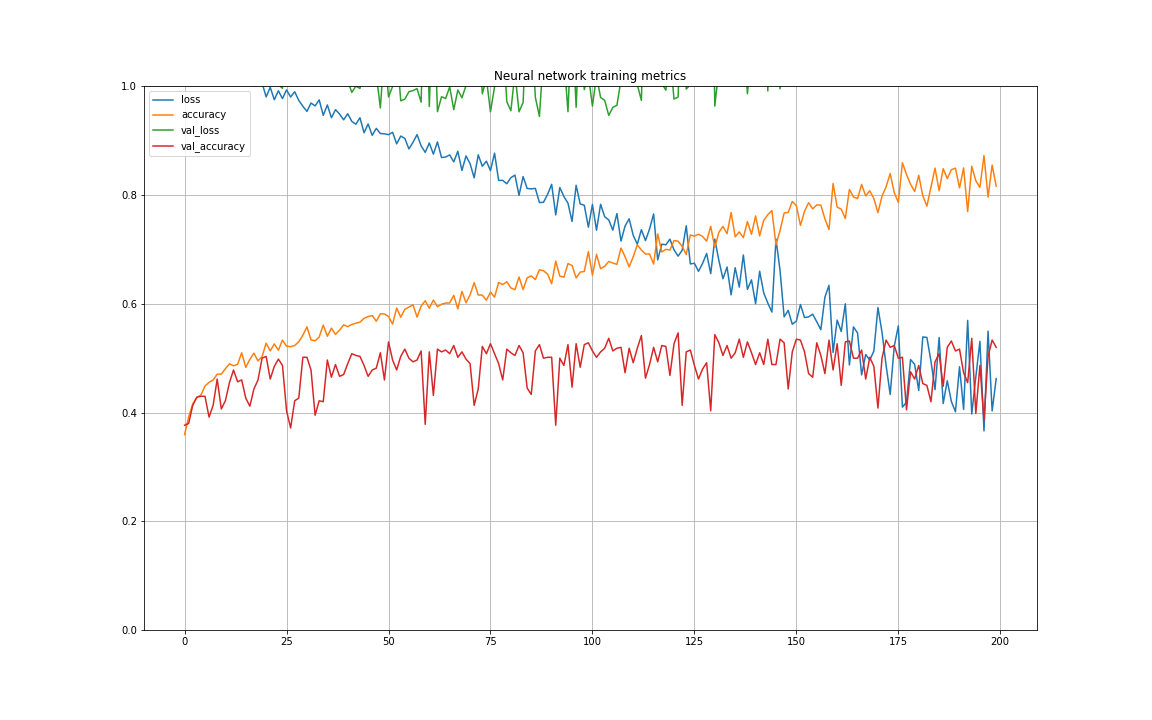 Neural network training metrics
1.0
loss
accuracy
val_loss
val_accuracy
0.8
0.6
0.4
0.2
0.0
0 25 50 75 100 125 150 175 200